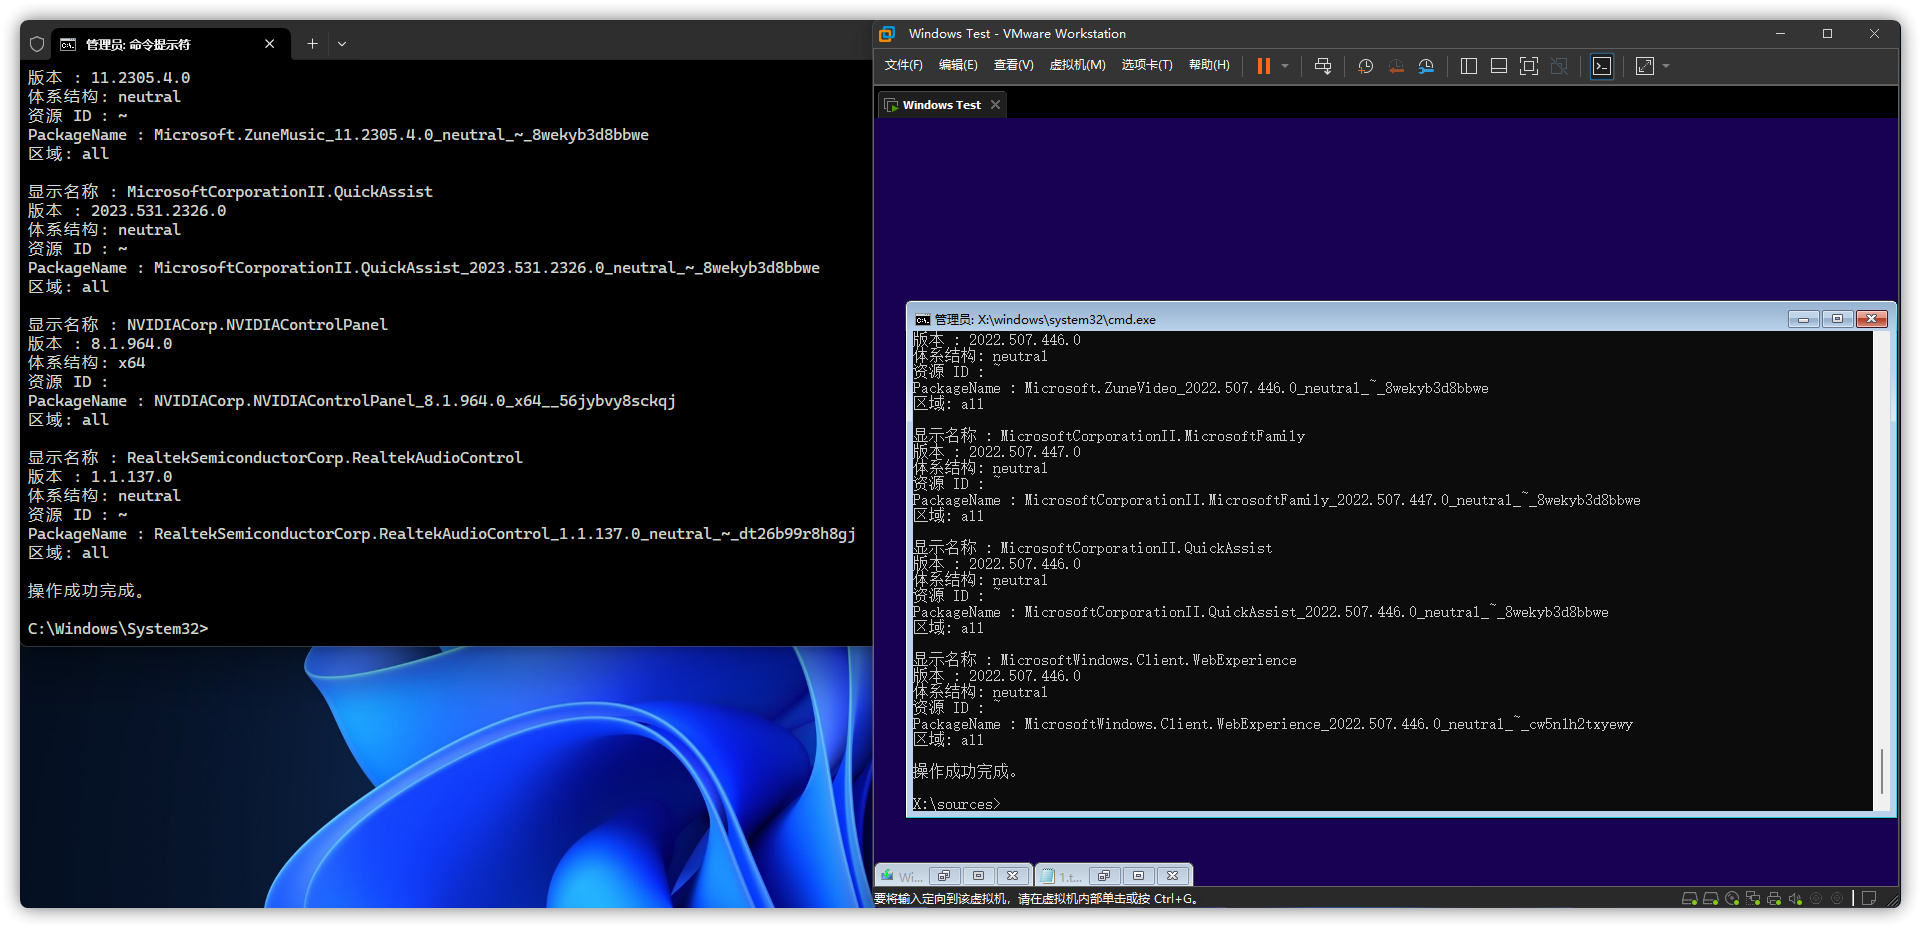 管理员: 命令提示符
版本 : 11.2305.4.0
体系结构: neutral
资源 ID : ~
PackageName : Microsoft.ZuneMusic_11.2305.4.0_neutral_~_8wekyb3d8bbwe
区域: all
显示名称 : MicrosoftCorporationII.QuickAssist
版本 : 2023.531.2326.0
体系结构: neutral
资源 ID : ~
PackageName : MicrosoftCorporationII.QuickAssist_2023.531.2326.0_neutral_~_8wekyb3d8bbwe
区域: all
显示名称 : NVIDIACorp.NVIDIAControlPanel
版本 : 8.1.964.0
体系结构: x64
资源 ID :
PackageName : NVIDIACorp.NVIDIAControlPanel_8.1.964.0_x64__56jybvy8sckqj
区域: all
显示名称 : RealtekSemiconductorCorp.RealtekAudioControl
版本 : 1.1.137.0
体系结构: neutral
资源 ID : ~
PackageName : RealtekSemiconductorCorp.RealtekAudioControl_1.1.137.0_neutral_~_dt26b99r8h8gj
区域: all
操作成功完成。
C:\Windows\System32>
Windows Test - VMware Workstation
文件(F) 编辑(E) 查看(V) 虚拟机(M) 选项卡(T) 帮助(H)
Windows Test
管理员: X:\windows\system32\cmd.exe
版本 : 2022.507.446.0
体系结构: neutral
资源 ID : ~
PackageName : Microsoft.ZuneVideo_2022.507.446.0_neutral_~_8wekyb3d8bbwe
区域: all
显示名称 : MicrosoftCorporationII.MicrosoftFamily
版本 : 2022.507.447.0
体系结构: neutral
资源 ID : ~
PackageName : MicrosoftCorporationII.MicrosoftFamily_2022.507.447.0_neutral_~_8wekyb3d8bbwe
区域: all
显示名称 : MicrosoftCorporationII.QuickAssist
版本 : 2022.507.446.0
体系结构: neutral
资源 ID : ~
PackageName : MicrosoftCorporationII.QuickAssist_2022.507.446.0_neutral_~_8wekyb3d8bbwe
区域: all
显示名称 : MicrosoftWindows.Client.WebExperience
版本 : 2022.507.446.0
体系结构: neutral
资源 ID : ~
PackageName : MicrosoftWindows.Client.WebExperience_2022.507.446.0_neutral_~_cw5n1h2txyewy
区域: all
操作成功完成。
X:\sources>
Wi... 1.t...
要将输入定向到该虚拟机，请在虚拟机内部单击或按 Ctrl+G。